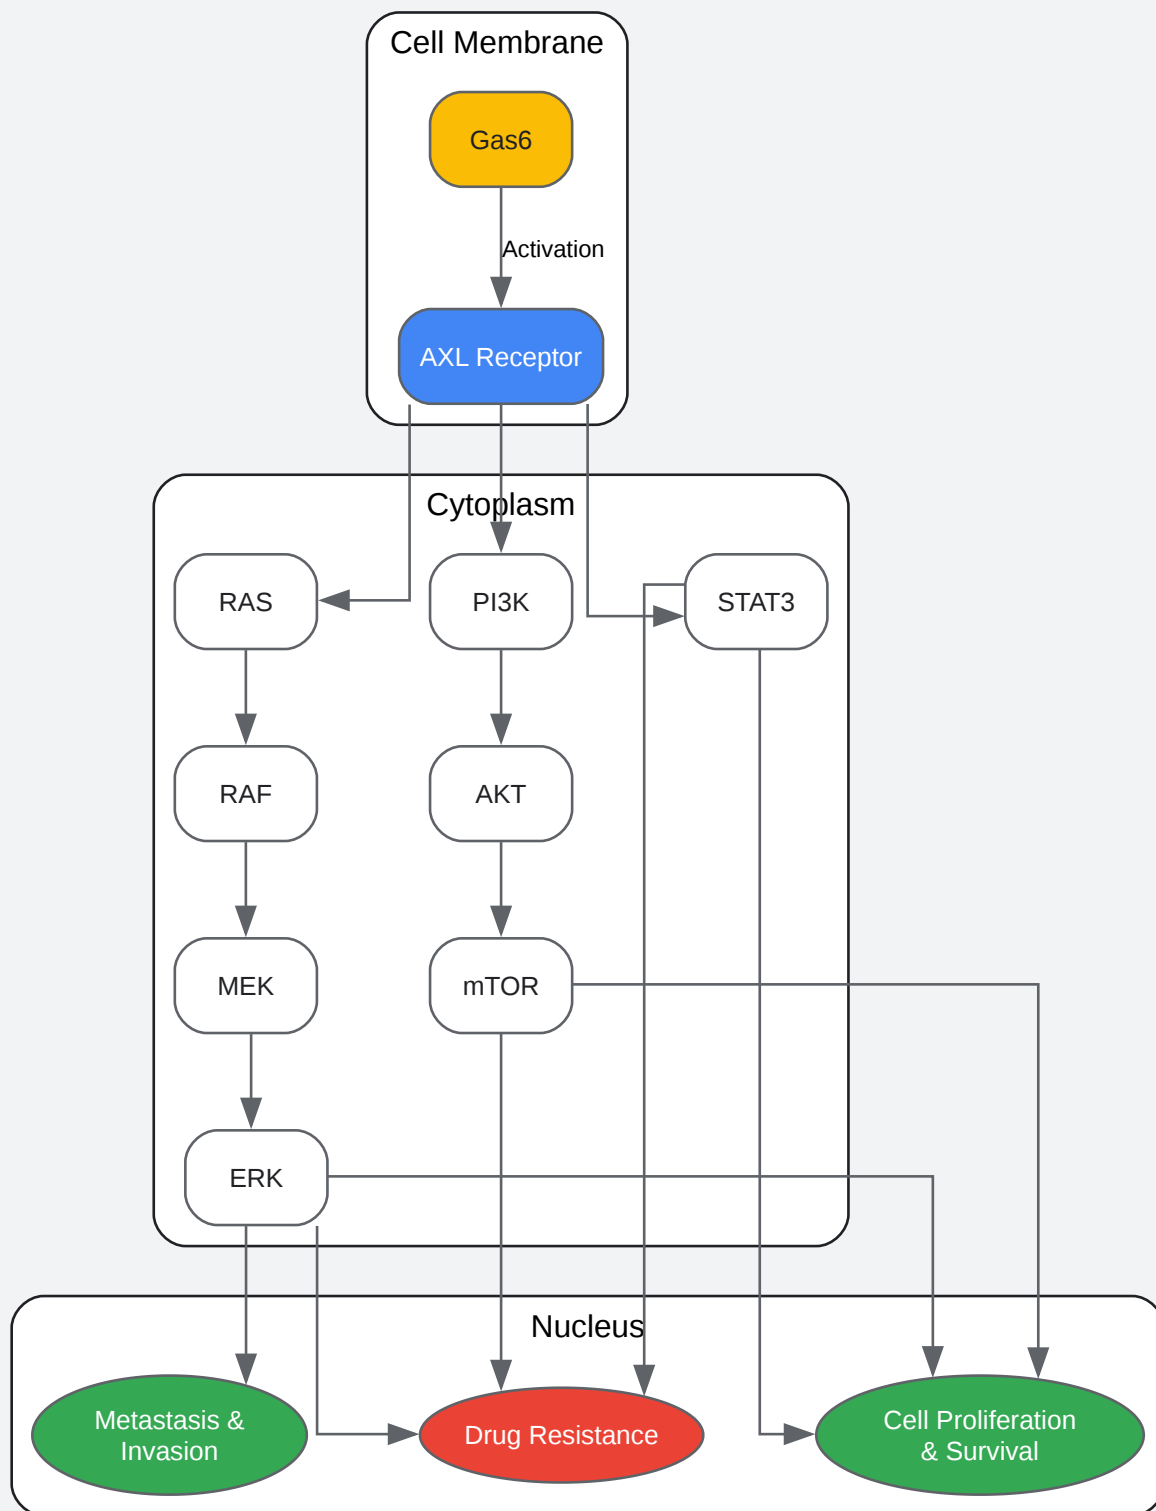 Cell Membrane
Gas6
Activation
AXL Receptor
Cytoplasm
RAS
PI3K
STAT3
RAF
AKT
MEK
mTOR
ERK
Nucleus
Metastasis &
Invasion
Drug Resistance
Cell Proliferation
& Survival